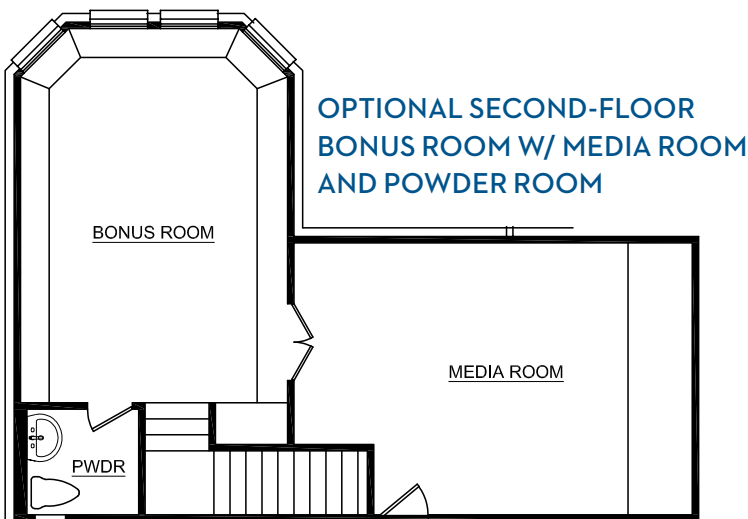 OPTIONAL SECOND-FLOOR
BONUS ROOM W/ MEDIA ROOM
AND POWDER ROOM
BONUS ROOM
MEDIA ROOM
PWDR